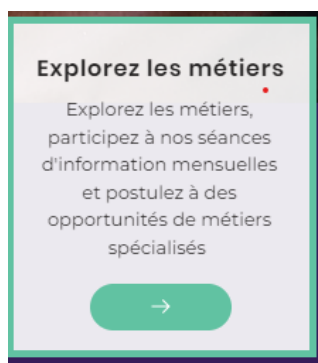 Explorez les métiers
Explorez les métiers,
participez à nos séances
d'information mensuelles
et postulez à des
opportunités de métiers
spécialisés